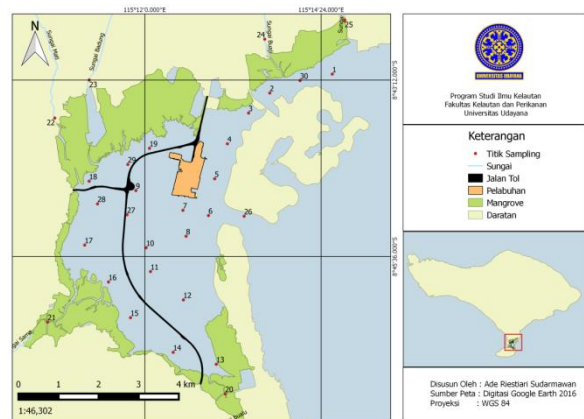 115°12'0.000"E
115°14'24.000"E
8°43'12.000"S
8°45'36.000"S
Sungai Mati
Sungai Badung
Sungai Buaji
N
25
24
1
30
2
3
23
22
4
19
29
18
5
9
28
7
6
26
27
8
17
10
11
16
12
15
21
14
13
20
0 1 2 3 4 km
1:46,302
UNIVERSITAS UDAYANA
Program Studi Ilmu Kelautan
Fakultas Kelautan dan Perikanan
Universitas Udayana
Keterangan
Titik Sampling
Sungai
Jalan Tol
Pelabuhan
Mangrove
Daratan
Disusun Oleh : Ade Riestiari Sudarmawan
Sumber Peta : Digitasi Google Earth 2016
Proyeksi : WGS 84